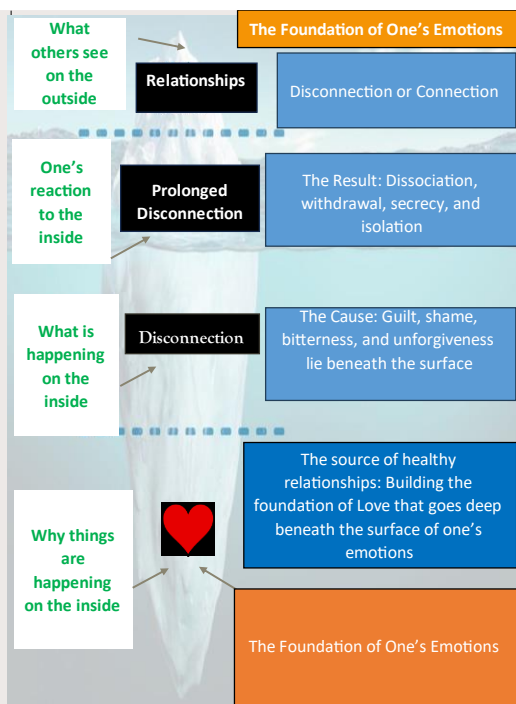 What
others see
on the
outside
The Foundation of One's Emotions
Relationships
Disconnection or Connection
One's
reaction
to the
inside
Prolonged
Disconnection
The Result: Dissociation,
withdrawal, secrecy, and
isolation
What is
happening
on the
inside
Disconnection
The Cause: Guilt, shame,
bitterness, and unforgiveness
lie beneath the surface
Why things
are
happening
on the inside
The source of healthy
relationships: Building the
foundation of Love that goes deep
beneath the surface of one's
emotions
The Foundation of One's Emotions